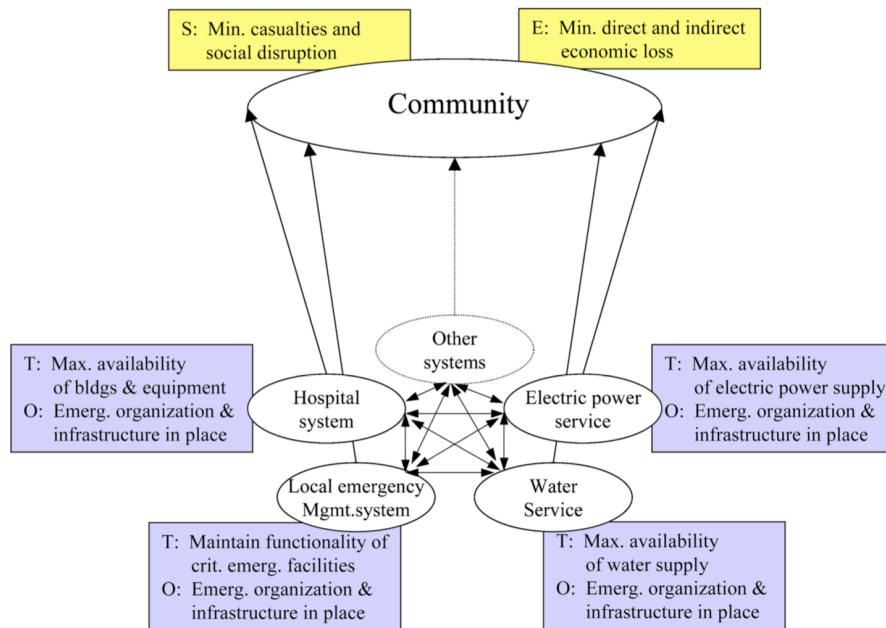 S: Min. casualties and
social disruption
E: Min. direct and indirect
economic loss
Community
Other
systems
T: Max. availability
of bldgs & equipment
O: Emerg. organization &
infrastructure in place
Hospital
system
Electric power
service
T: Max. availability
of electric power supply
O: Emerg. organization &
infrastructure in place
Local emergency
Mgmt.system
Water
Service
T: Maintain functionality of
crit. emerg. facilities
O: Emerg. organization &
infrastructure in place
T: Max. availability
of water supply
O: Emerg. organization &
infrastructure in place